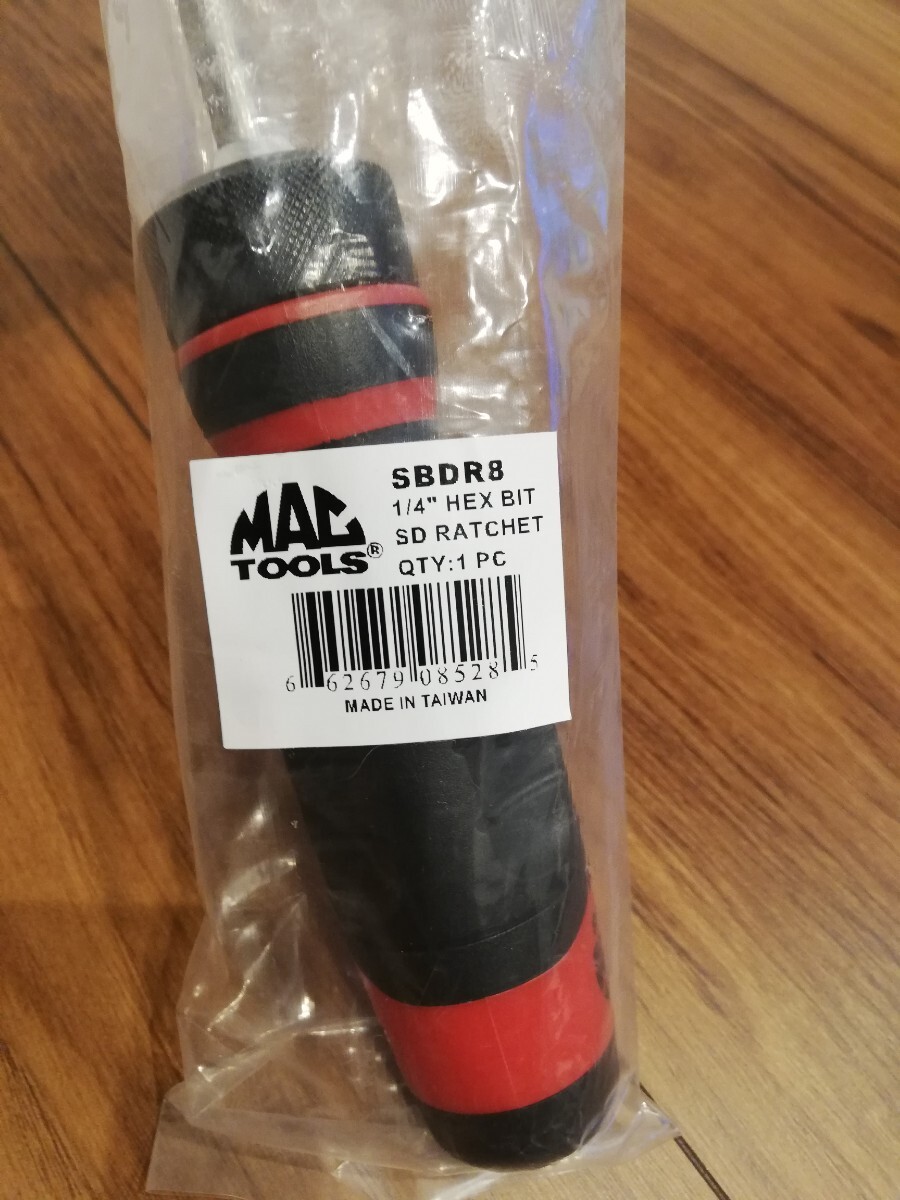 MAC
TOOLS®
SBDR8
1/4" HEX BIT
SD RATCHET
QTY:1 PC
6 62679 08528 5
MADE IN TAIWAN